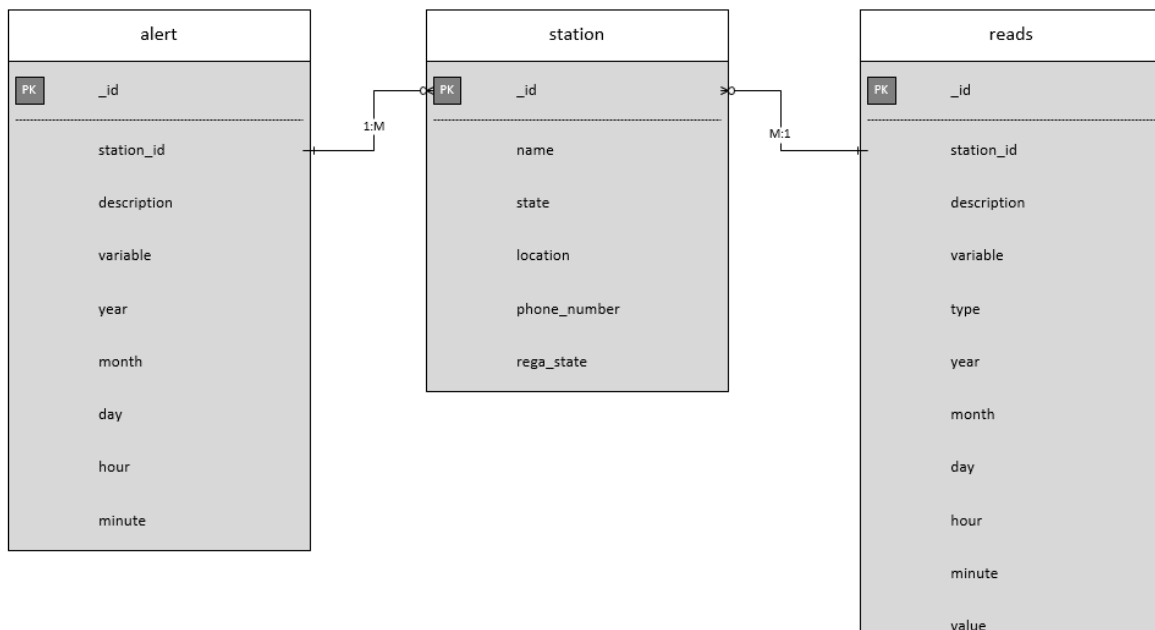 alert
PK _id
station_id
description
variable
year
month
day
hour
minute
1:M
station
PK _id
name
state
location
phone_number
rega_state
M:1
reads
PK _id
station_id
description
variable
type
year
month
day
hour
minute
value